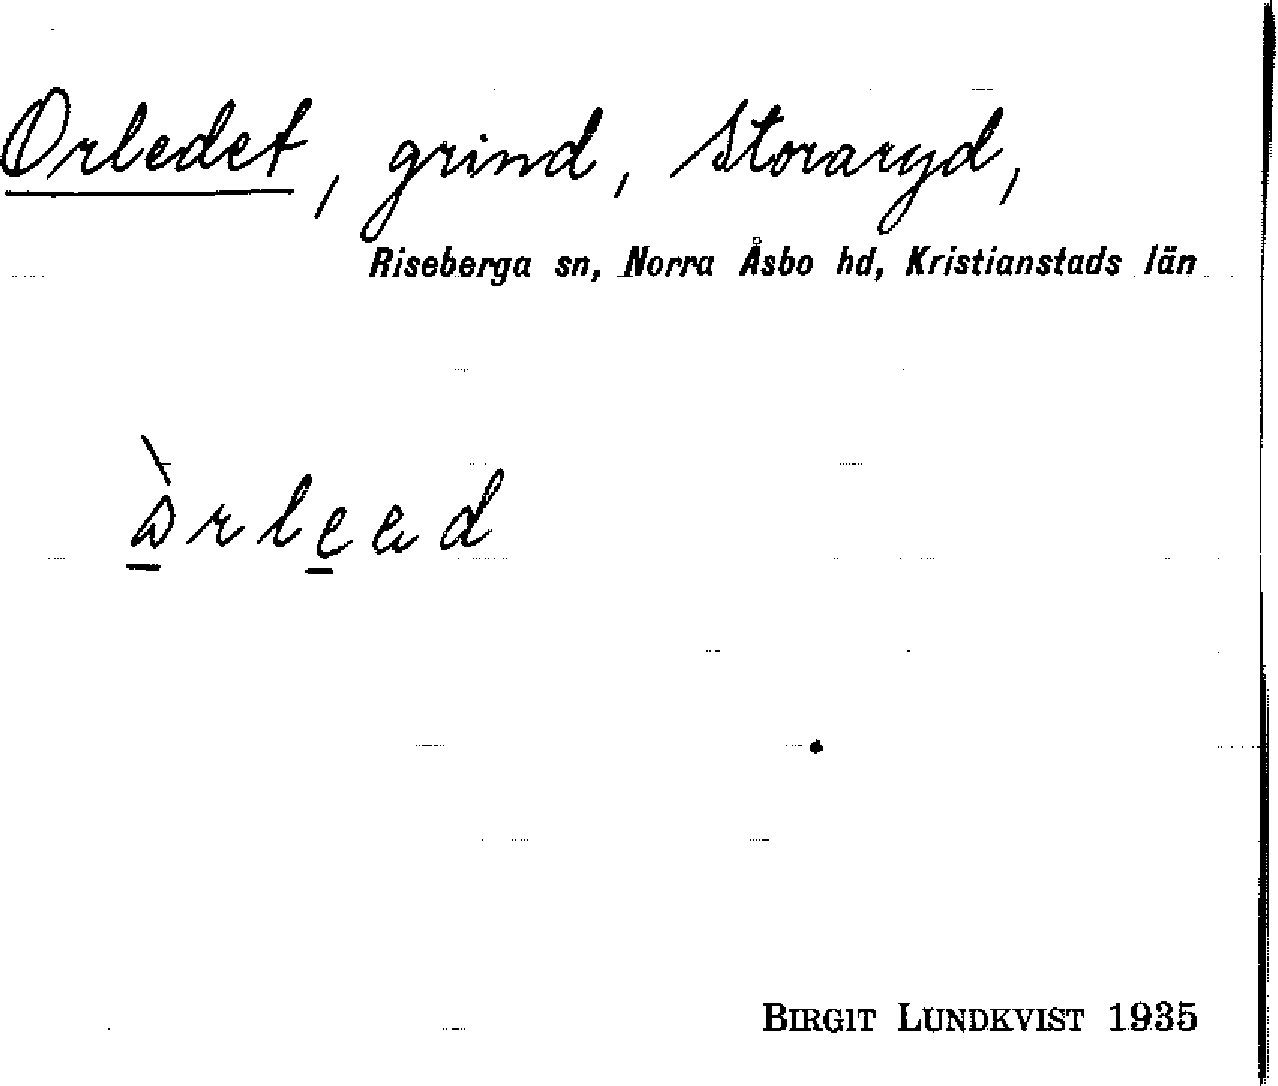 Orledet, grind, Storaryd,
Riseberga sn, Norra Åsbo hd, Kristianstads län
BIRGIT LUNDKVIST 1935